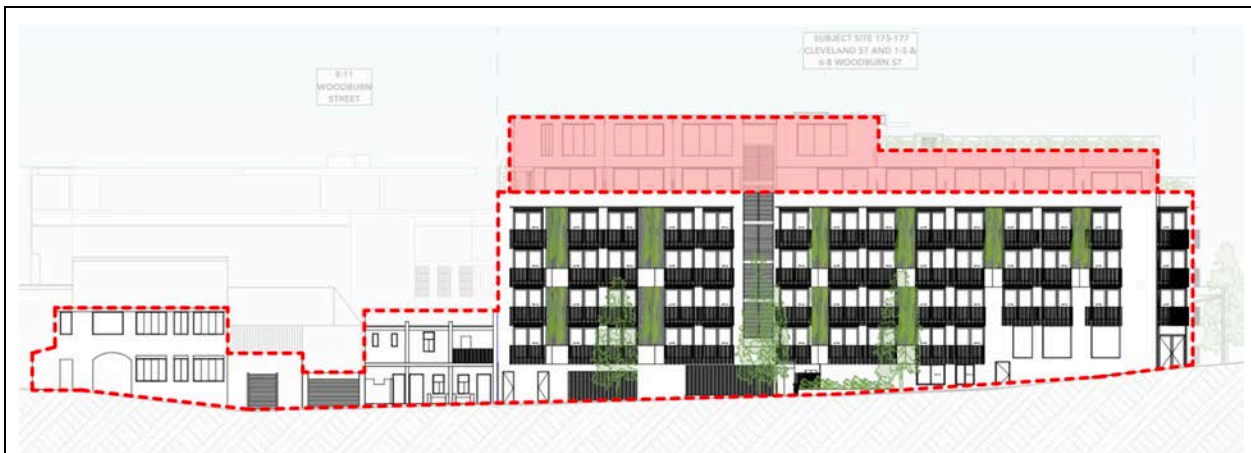 9-11
WOODBURN
STREET
SUBJECT SITE 175-177
CLEVELAND ST AND 1-5 &
6-8 WOODBURN ST